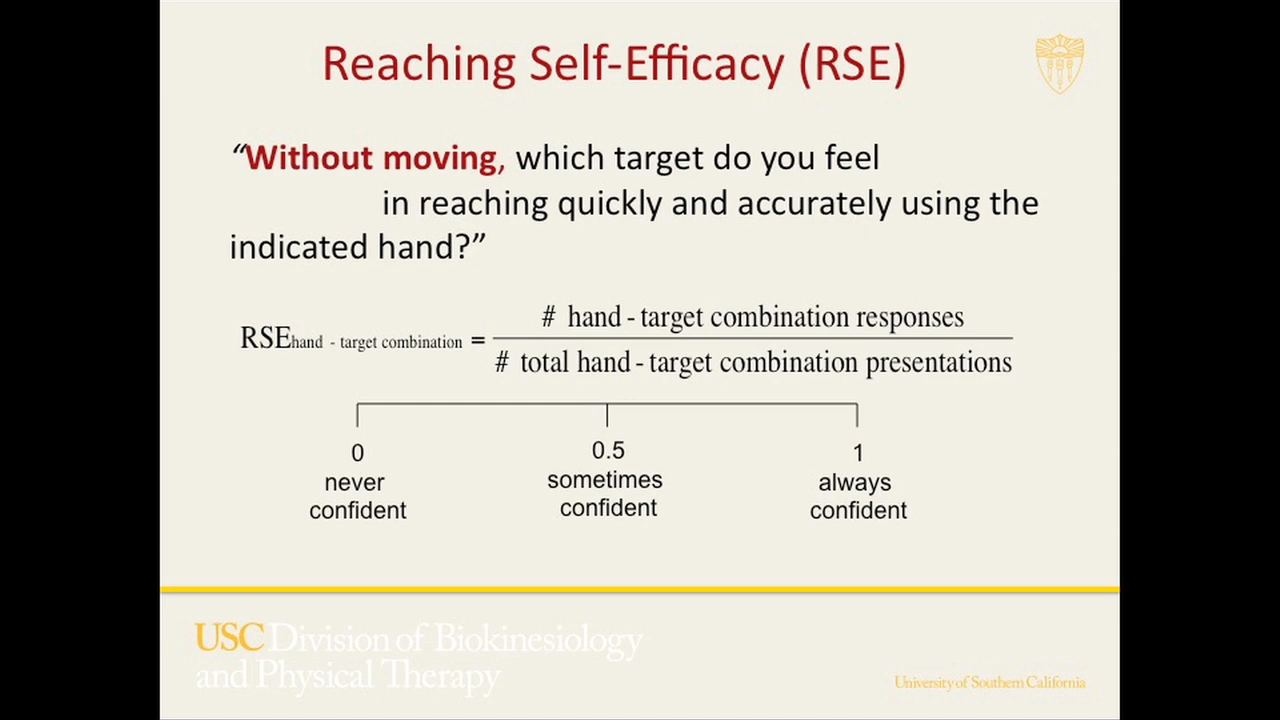 Reaching Self-Efficacy (RSE)
“Without moving, which target do you feel
in reaching quickly and accurately using the
indicated hand?”
# hand - target combination responses
RSEhand - target combination =
# total hand - target combination presentations
0
0.5
1
never
sometimes
always
confident
confident
confident
USC Division of Biokinesiology
and Physical Therapy
University of Southern California